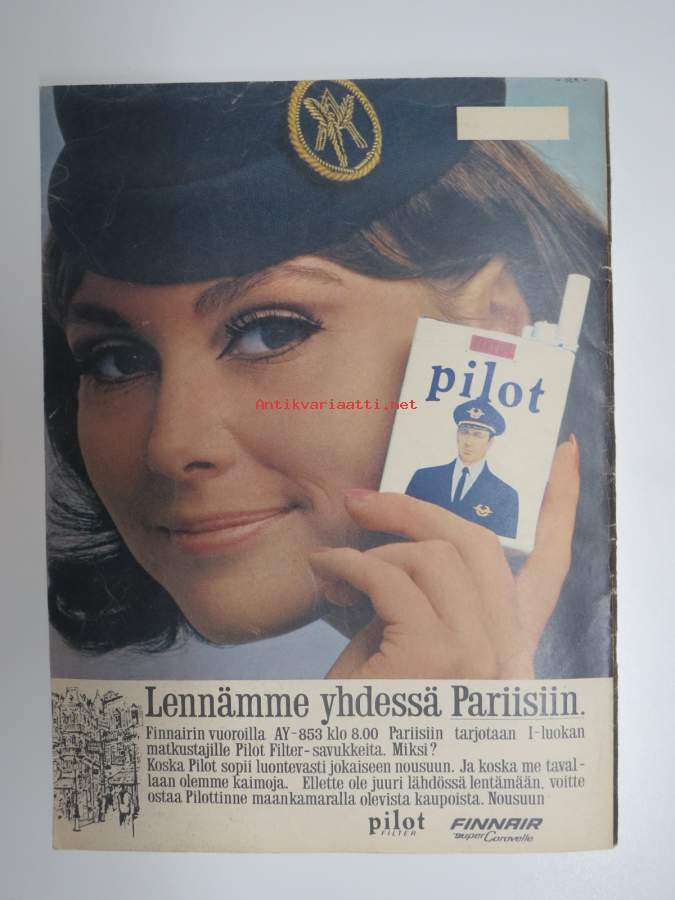 pilot
Antikvariaatti.net
Lennämme yhdessä Pariisiin.
Finnairin vuoroilla AY-853 klo 8.00 Pariisiin tarjotaan I-luokan
matkustajille Pilot Filter-savukkeita. Miksi?
Koska Pilot sopii luontevasti jokaiseen nousuun. Ja koska me taval-
laan olemme kaimoja. Ellette ole juuri lähdössä lentämään, voitte
ostaa Pilottinne maankamaralla olevista kaupoista. Nousuun
pilot FINNAIR
FILTER super Caravelle